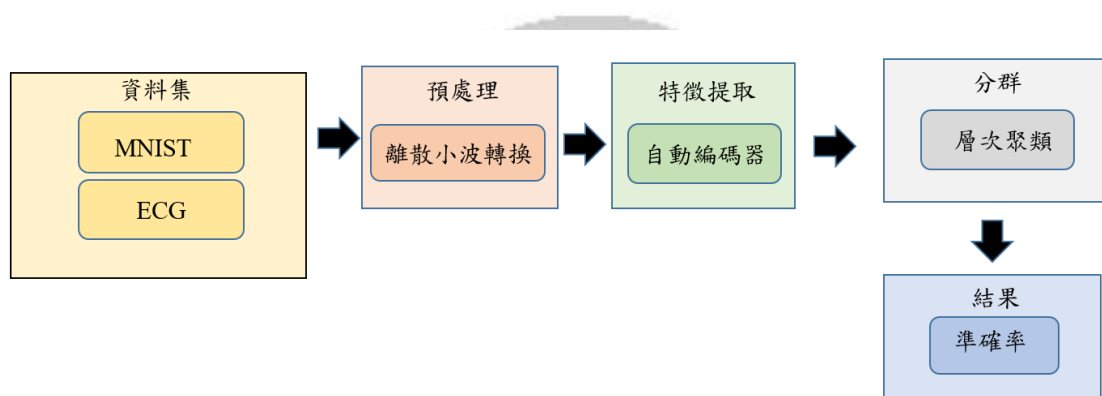 資料集
MNIST
ECG
預處理
離散小波轉換
特徵提取
自動編碼器
分群
層次聚類
結果
準確率